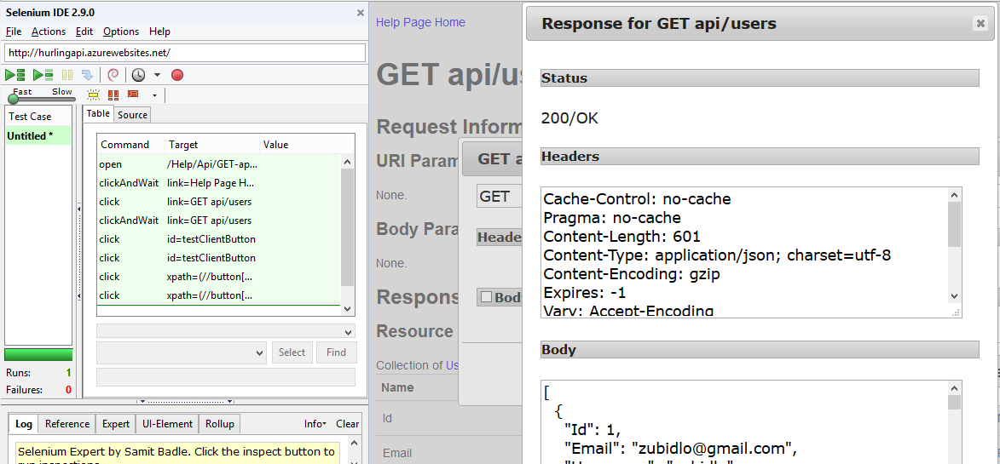 Selenium IDE 2.9.0
File Actions Edit Options Help
http://hurlingapi.azurewebsites.net/
Fast Slow
Test Case
Untitled *
Table Source
Command Target Value
open /Help/Api/GET-ap...
clickAndWait link=Help Page H...
click link=GET api/users
clickAndWait link=GET api/users
click id=testClientButton
click id=testClientButton
click xpath=(//button[...
click xpath=(//button[...
Select Find
Runs: 1
Failures: 0
Log Reference Expert UI-Element Rollup Info Clear
Selenium Expert by Samit Badle. Click the inspect button to
run inspections
Help Page Home
GET api/us
Request Inform
URI Param
None.
Body Para
None.
Respons
Resource
Collection of Us
Name
Id
Email
GET a
GET
Heade
Body
Response for GET api/users
Status
200/OK
Headers
Cache-Control: no-cache
Pragma: no-cache
Content-Length: 601
Content-Type: application/json; charset=utf-8
Content-Encoding: gzip
Expires: -1
Vary: Accept-Encoding
Body
[
{
"Id": 1,
"Email": "zubidlo@gmail.com",